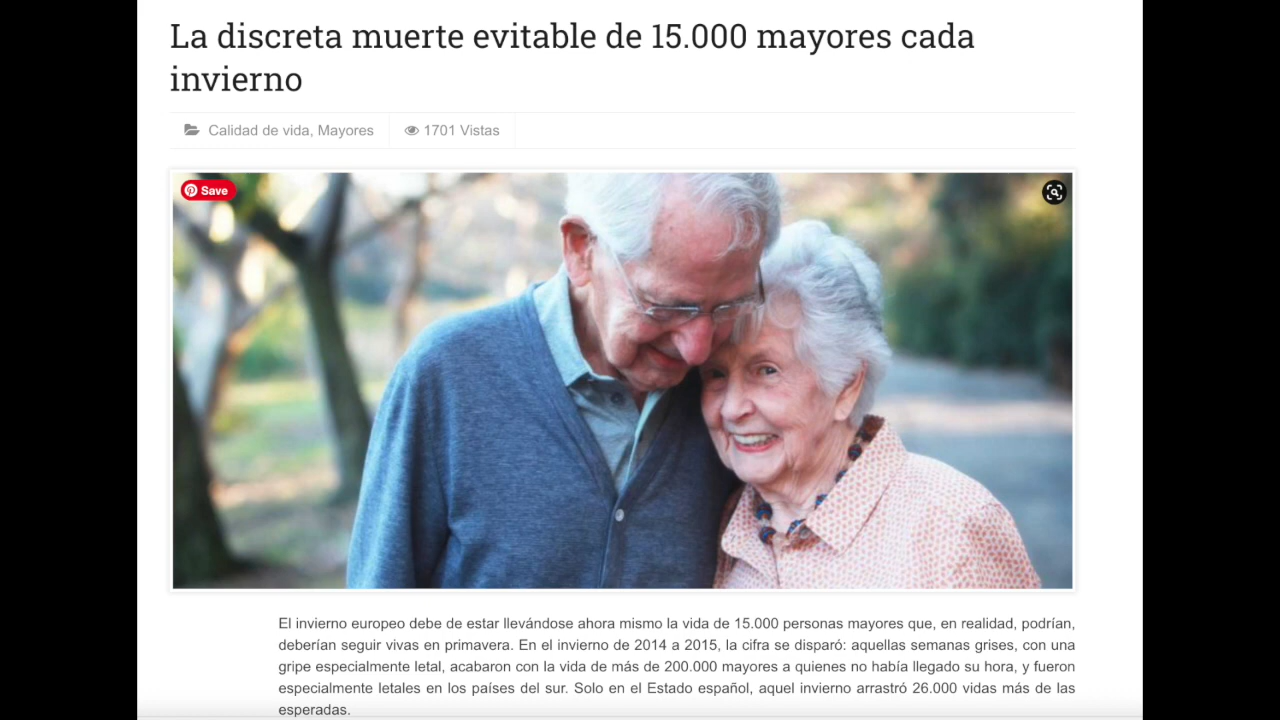 La discreta muerte evitable de 15.000 mayores cada
invierno
Calidad de vida, Mayores
1701 Vistas
Save
El invierno europeo debe de estar llevándose ahora mismo la vida de 15.000 personas mayores que, en realidad, podrían,
deberían seguir vivas en primavera. En el invierno de 2014 a 2015, la cifra se disparó: aquellas semanas grises, con una
gripe especialmente letal, acabaron con la vida de más de 200.000 mayores a quienes no había llegado su hora, y fueron
especialmente letales en los países del sur. Solo en el Estado español, aquel invierno arrastró 26.000 vidas más de las
esperadas.